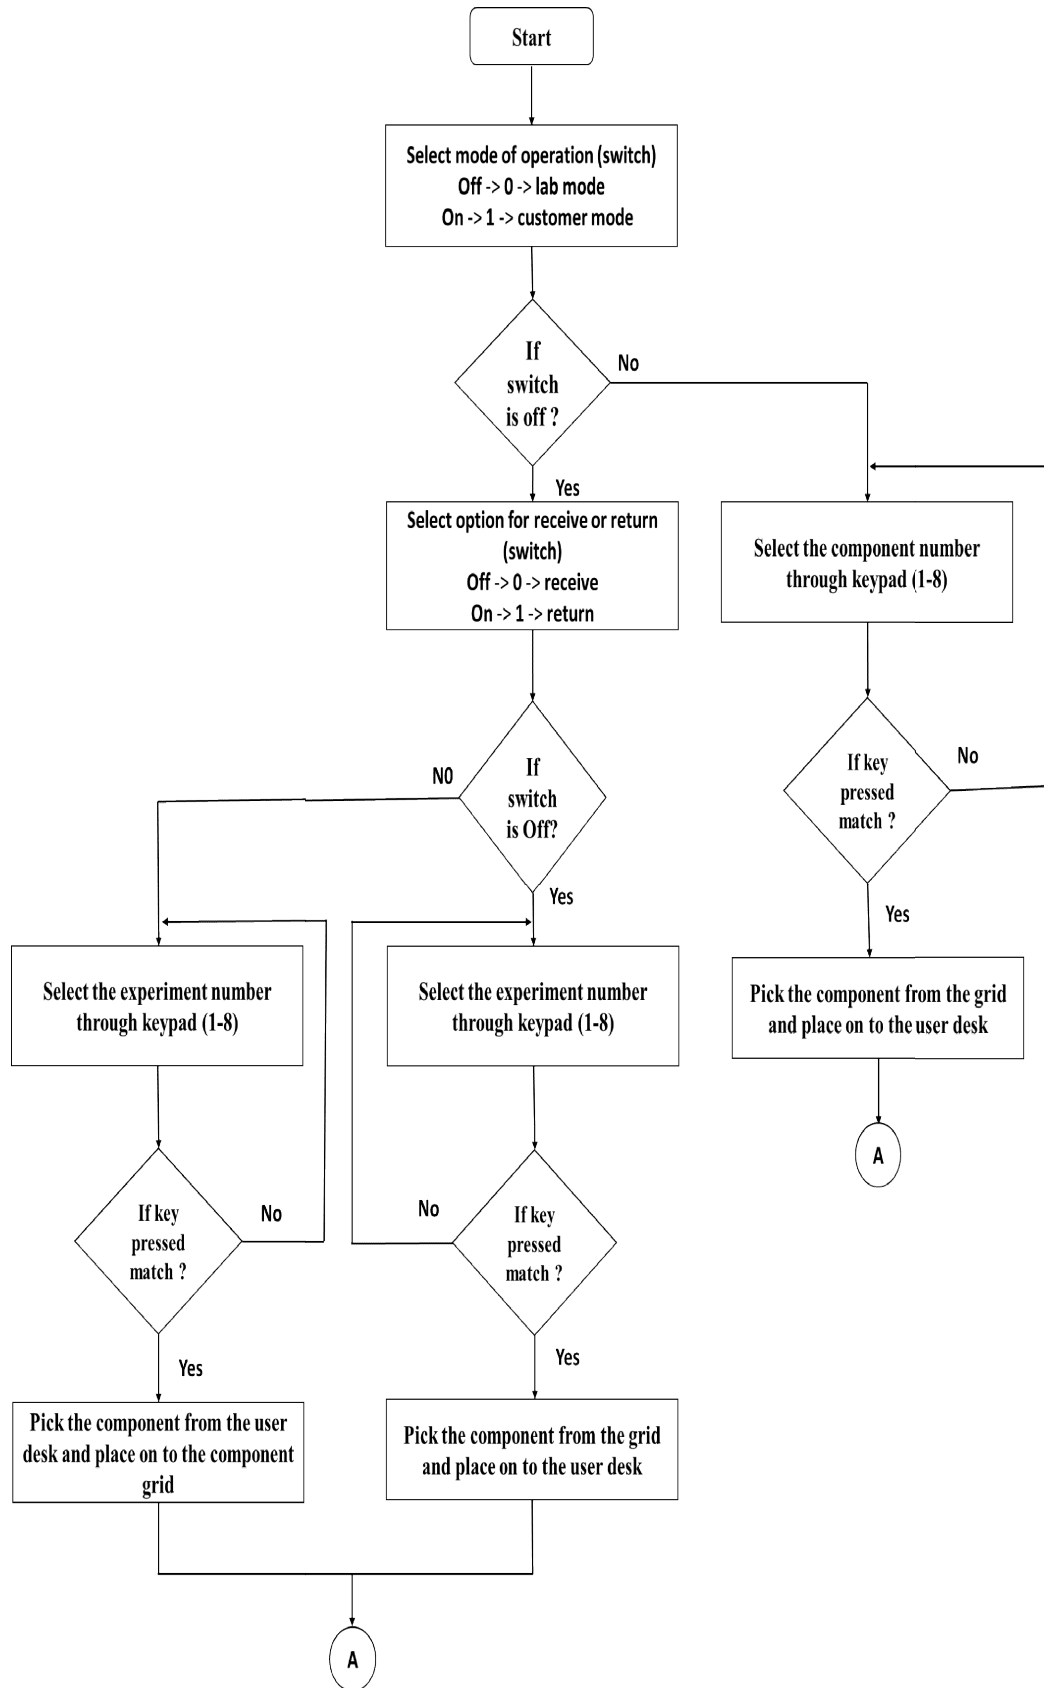 Start
Select mode of operation (switch)
Off -> 0 -> lab mode
On -> 1 -> customer mode
If
switch
is off ?
No
Yes
Select option for receive or return
(switch)
Off -> 0 -> receive
On -> 1 -> return
Select the component number
through keypad (1-8)
If
switch
is Off?
N0
Yes
If key
pressed
match ?
No
Yes
Select the experiment number
through keypad (1-8)
Select the experiment number
through keypad (1-8)
Pick the component from the grid
and place on to the user desk
A
If key
pressed
match ?
No
Yes
If key
pressed
match ?
No
Yes
Pick the component from the user
desk and place on to the component
grid
Pick the component from the grid
and place on to the user desk
A